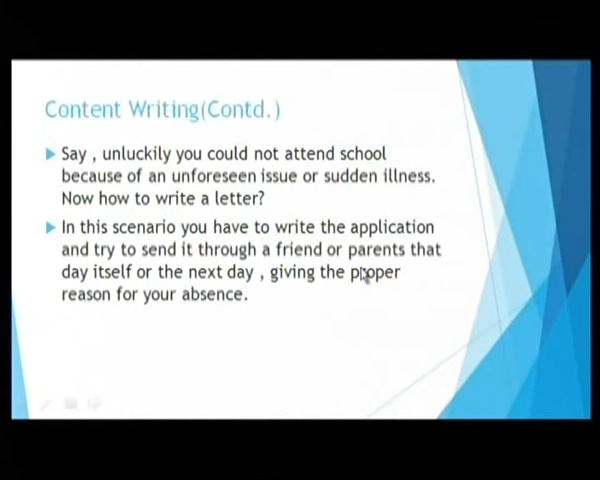 Content Writing(Contd.)
Say , unluckily you could not attend school
because of an unforeseen issue or sudden illness.
Now how to write a letter?
In this scenario you have to write the application
and try to send it through a friend or parents that
day itself or the next day , giving the proper
reason for your absence.